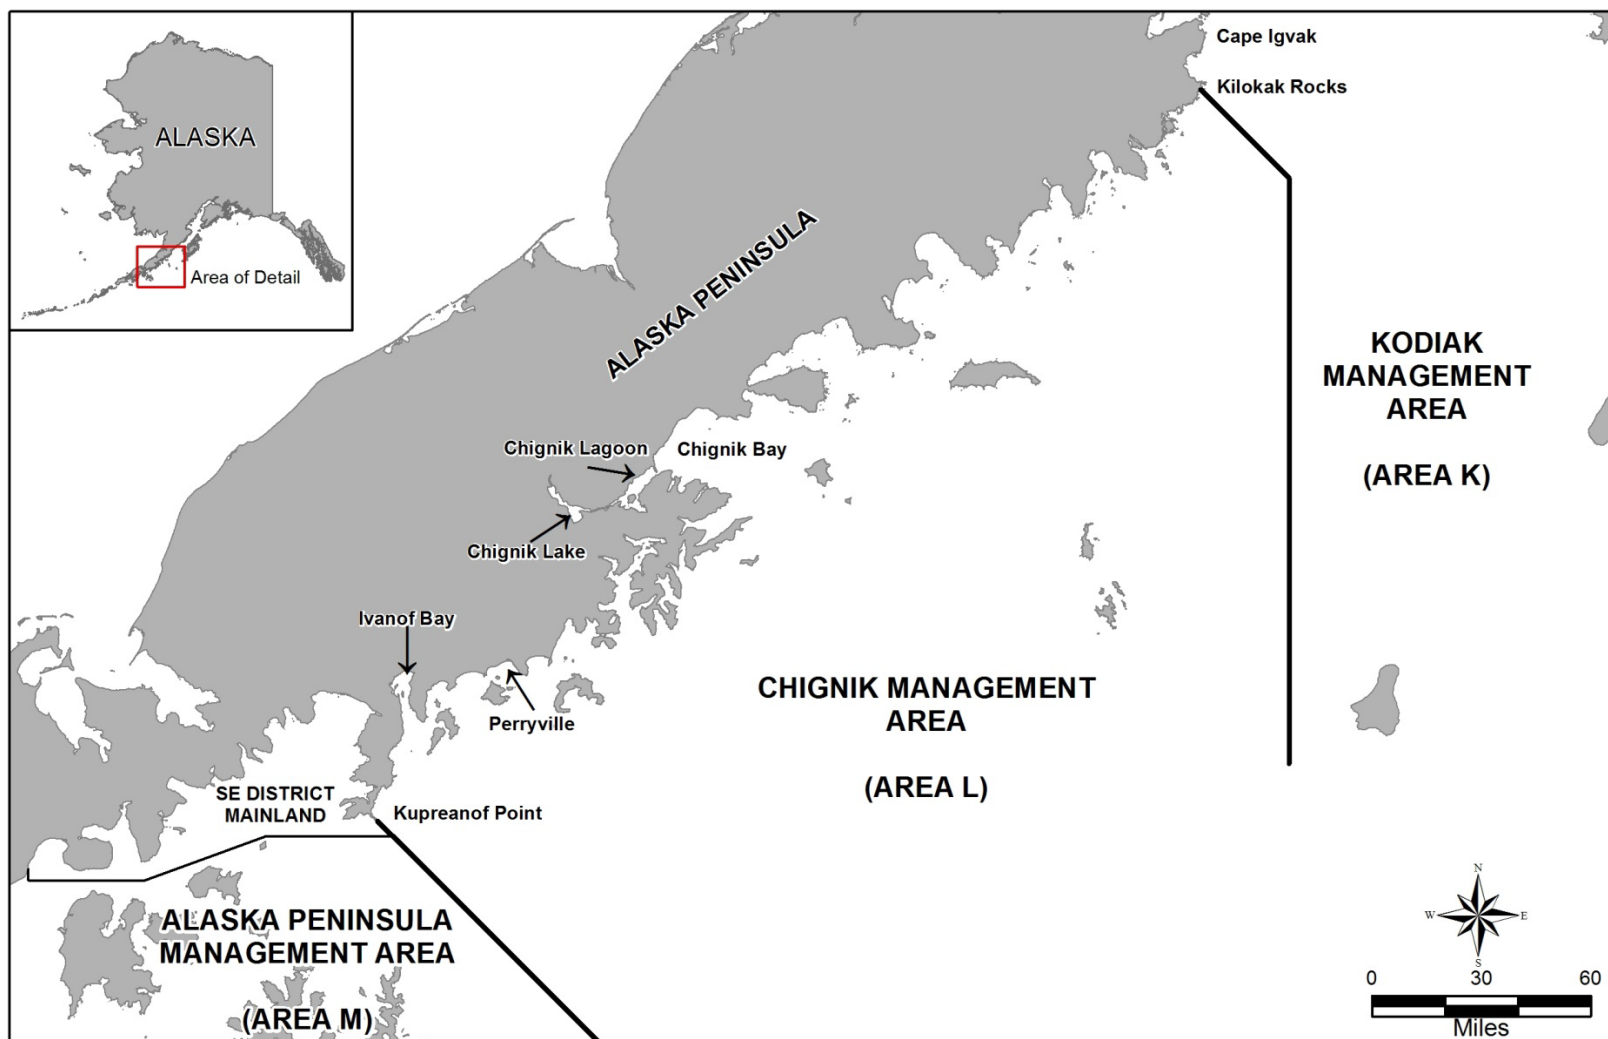 ALASKA
Area of Detail
Cape Igvak
Kilokak Rocks
ALASKA PENINSULA
KODIAK
MANAGEMENT
AREA
(AREA K)
Chignik Lagoon
Chignik Bay
Chignik Lake
Ivanof Bay
Perryville
CHIGNIK MANAGEMENT
AREA
(AREA L)
SE DISTRICT
MAINLAND
Kupreanof Point
ALASKA PENINSULA
MANAGEMENT AREA
(AREA M)
N
W
E
S
0 30 60
Miles